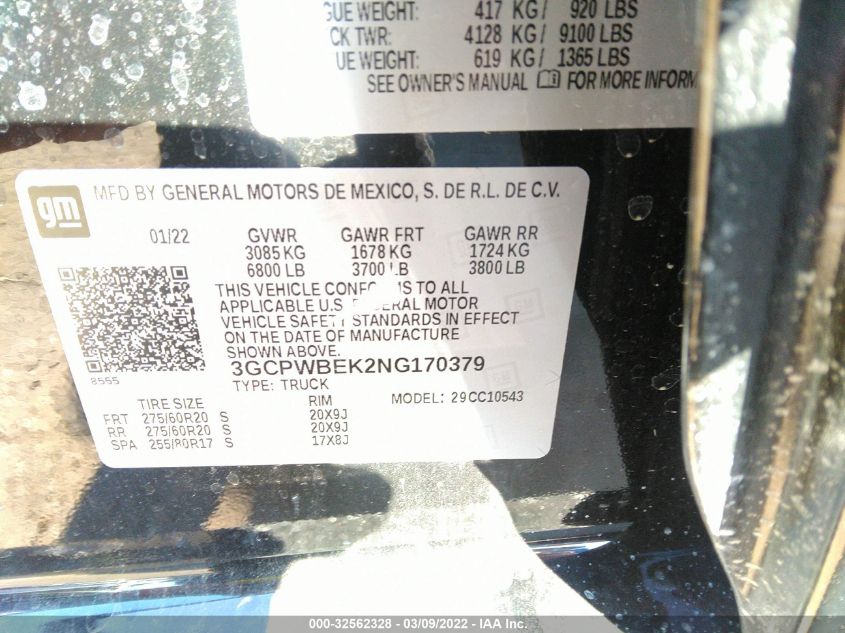 GUE WEIGHT: 417 KG/ 920 LBS
CK TWR: 4128 KG/ 9100 LBS
UE WEIGHT: 619 KG/ 1365 LBS
SEE OWNER'S MANUAL FOR MORE INFORM
gm MFD BY GENERAL MOTORS DE MEXICO, S. DE R.L. DE C.V.
01/22 GVWR GAWR FRT GAWR RR
3085 KG 1678 KG 1724 KG
6800 LB 3700 LB 3800 LB
THIS VEHICLE CONFORMS TO ALL
APPLICABLE U.S. FEDERAL MOTOR
VEHICLE SAFETY STANDARDS IN EFFECT
ON THE DATE OF MANUFACTURE
SHOWN ABOVE.
3GCPWBEK2NG170379
8555
TYPE: TRUCK
MODEL: 29CC10543
TIRE SIZE RIM
FRT 275/60R20 S 20X9J
RR 275/60R20 S 20X9J
SPA 255/80R17 S 17X8J
000-32562328 - 03/09/2022 - IAA Inc.